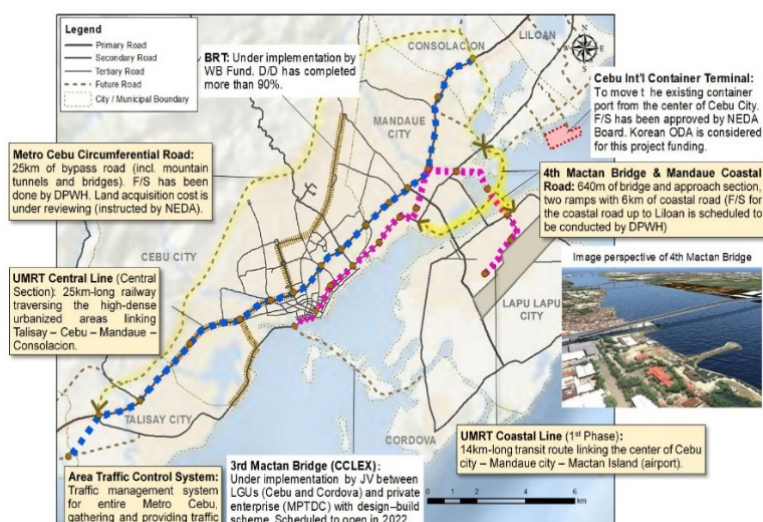 Legend
Primary Road
Secondary Road
Tertiary Road
Future Road
City / Municipal Boundary
BRT: Under implementation by
WB Fund. D/D has completed
more than 90%.
CONSOLACION
LILOAN
MANDAUE
CITY
Cebu Int'l Container Terminal:
To move t he existing container
port from the center of Cebu City.
F/S has been approved by NEDA
Board. Korean ODA is considered
for this project funding.
Metro Cebu Circumferential Road:
25km of bypass road (incl. mountain
tunnels and bridges). F/S has been
done by DPWH. Land acquisition cost is
under reviewing (instructed by NEDA).
4th Mactan Bridge & Mandaue Coastal
Road: 640m of bridge and approach section,
two ramps with 6km of coastal road (F/S for
the coastal road up to Liloan is scheduled to
be conducted by DPWH)
CEBU CITY
Image perspective of 4th Mactan Bridge
UMRT Central Line (Central
Section): 25km-long railway
traversing the high-dense
urbanized areas linking
Talisay – Cebu – Mandaue –
Consolacion.
LAPU LAPU
CITY
TALISAY CITY
CORDOVA
UMRT Coastal Line (1st Phase):
14km-long transit route linking the center of Cebu
city – Mandaue city – Mactan Island (airport).
Area Traffic Control System:
Traffic management system
for entire Metro Cebu,
gathering and providing traffic
3rd Mactan Bridge (CCLEX):
Under implementation by JV between
LGUs (Cebu and Cordova) and private
enterprise (MPTDC) with design–build
scheme. Scheduled to open in 2022
0 1 2 4 6
km